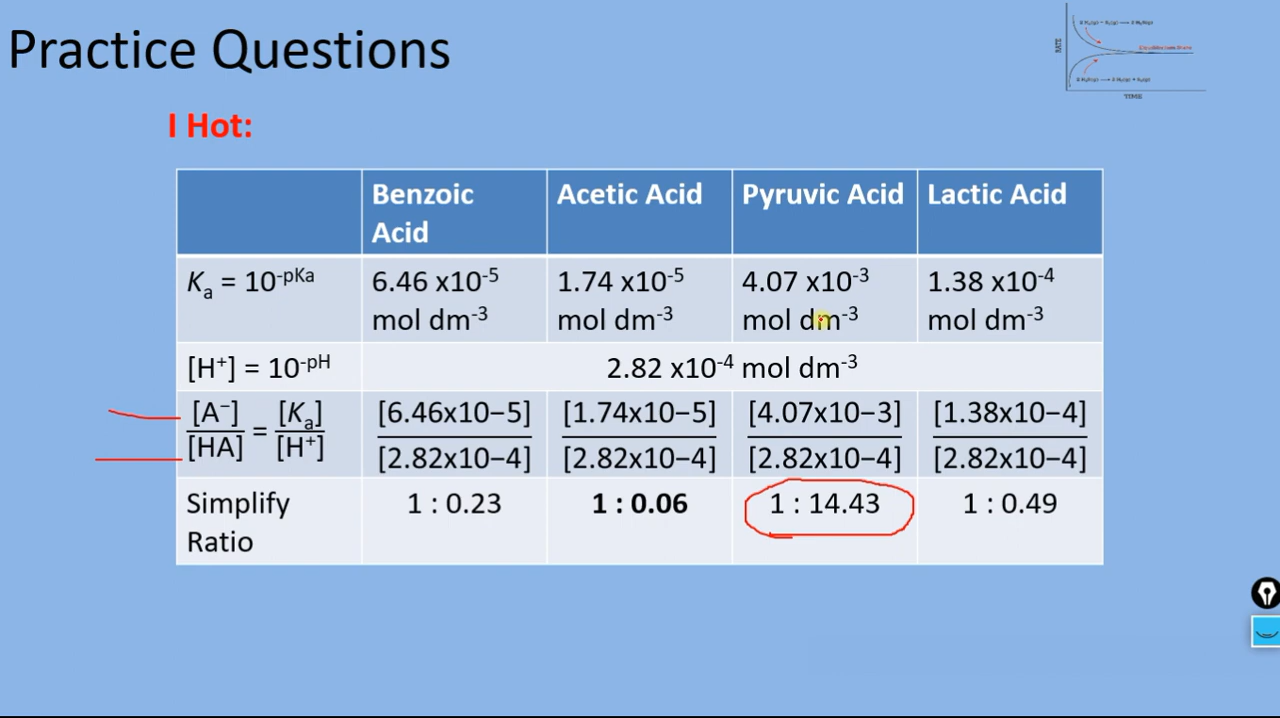 Practice Questions
RATE
TIME
I Hot:
Benzoic Acid Acetic Acid Pyruvic Acid Lactic Acid
Kₐ = 10⁻ᵖᴷᵃ 6.46 x10⁻⁵ mol dm⁻³ 1.74 x10⁻⁵ mol dm⁻³ 4.07 x10⁻³ mol dm⁻³ 1.38 x10⁻⁴ mol dm⁻³
[H⁺] = 10⁻ᵖᴴ 2.82 x10⁻⁴ mol dm⁻³
[A⁻]/[HA] = [Kₐ]/[H⁺] [6.46x10−5]/[2.82x10−4] [1.74x10−5]/[2.82x10−4] [4.07x10−3]/[2.82x10−4] [1.38x10−4]/[2.82x10−4]
Simplify Ratio 1 : 0.23 1 : 0.06 1 : 14.43 1 : 0.49